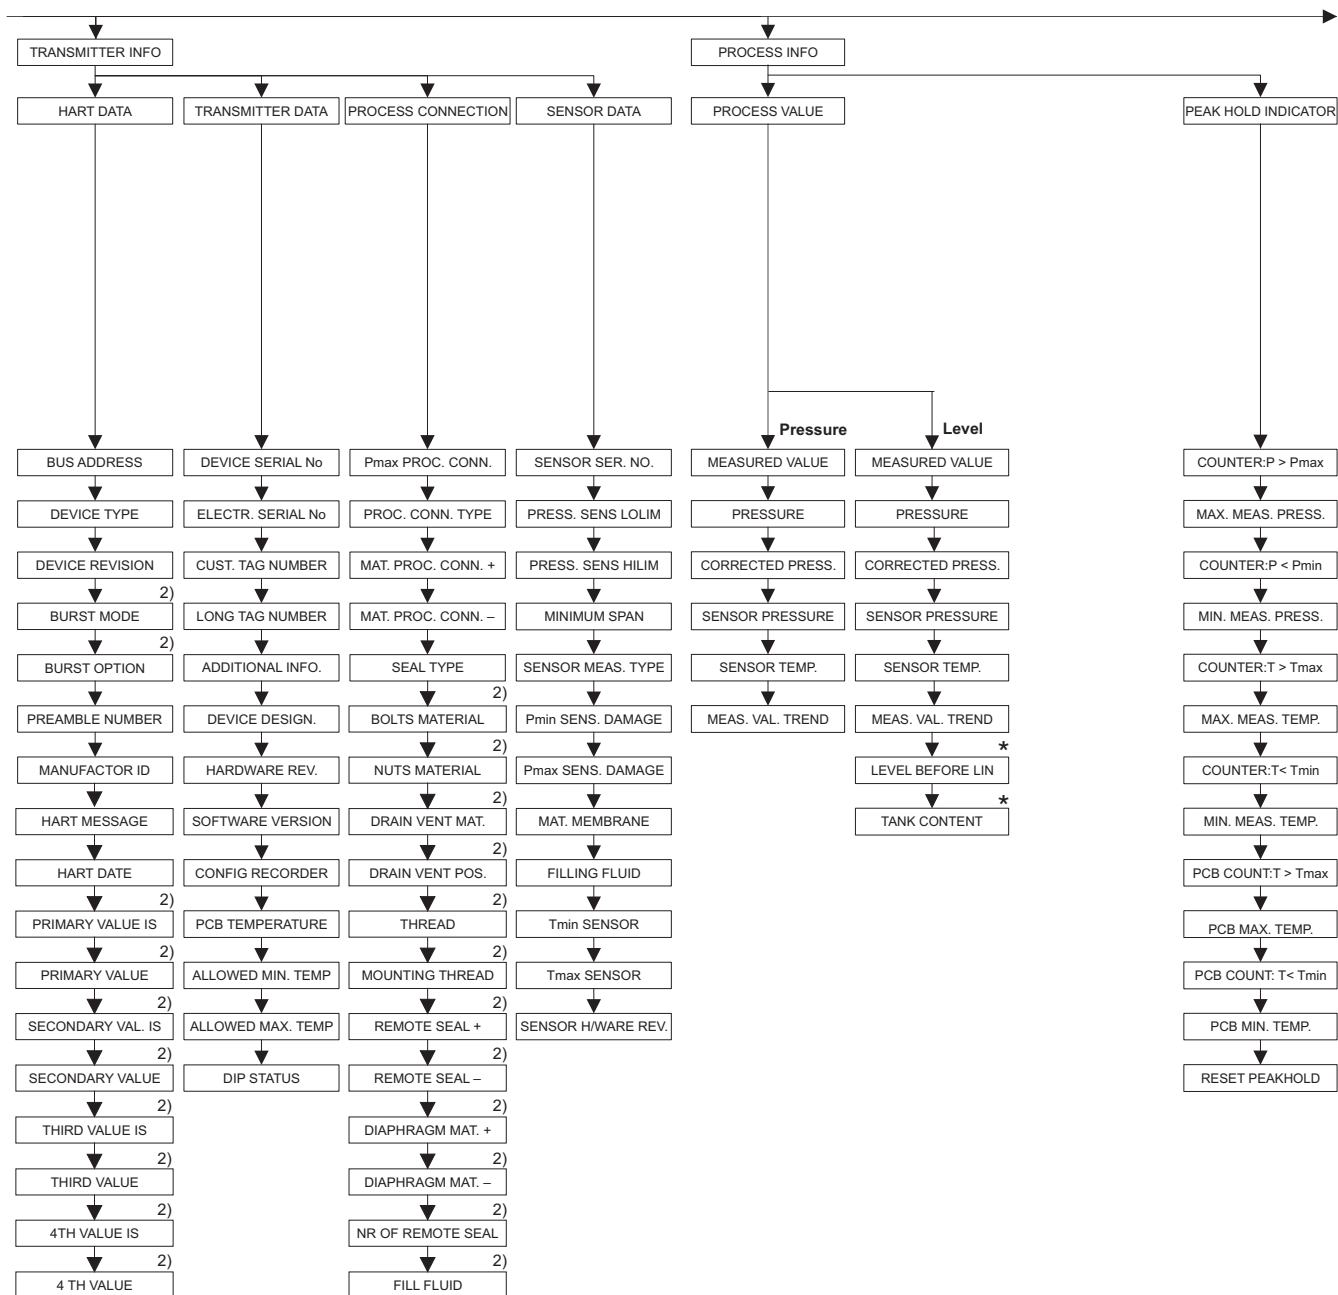 TRANSMITTER INFO
PROCESS INFO
HART DATA
TRANSMITTER DATA
PROCESS CONNECTION
SENSOR DATA
PROCESS VALUE
PEAK HOLD INDICATOR
BUS ADDRESS
DEVICE TYPE
DEVICE REVISION
2)
BURST MODE
2)
BURST OPTION
PREAMBLE NUMBER
MANUFACTOR ID
HART MESSAGE
HART DATE
2)
PRIMARY VALUE IS
2)
PRIMARY VALUE
2)
SECONDARY VAL. IS
2)
SECONDARY VALUE
2)
THIRD VALUE IS
2)
THIRD VALUE
2)
4TH VALUE IS
2)
4 TH VALUE
DEVICE SERIAL No
ELECTR. SERIAL No
CUST. TAG NUMBER
LONG TAG NUMBER
ADDITIONAL INFO.
DEVICE DESIGN.
HARDWARE REV.
SOFTWARE VERSION
CONFIG RECORDER
PCB TEMPERATURE
ALLOWED MIN. TEMP
ALLOWED MAX. TEMP
DIP STATUS
Pmax PROC. CONN.
PROC. CONN. TYPE
MAT. PROC. CONN. +
MAT. PROC. CONN. –
SEAL TYPE
2)
BOLTS MATERIAL
2)
NUTS MATERIAL
2)
DRAIN VENT MAT.
2)
DRAIN VENT POS.
2)
THREAD
2)
MOUNTING THREAD
2)
REMOTE SEAL +
2)
REMOTE SEAL –
2)
DIAPHRAGM MAT. +
2)
DIAPHRAGM MAT. –
2)
NR OF REMOTE SEAL
2)
FILL FLUID
SENSOR SER. NO.
PRESS. SENS LOLIM
PRESS. SENS HILIM
MINIMUM SPAN
SENSOR MEAS. TYPE
Pmin SENS. DAMAGE
Pmax SENS. DAMAGE
MAT. MEMBRANE
FILLING FLUID
Tmin SENSOR
Tmax SENSOR
SENSOR H/WARE REV.
Pressure
MEASURED VALUE
PRESSURE
CORRECTED PRESS.
SENSOR PRESSURE
SENSOR TEMP.
MEAS. VAL. TREND
Level
MEASURED VALUE
PRESSURE
CORRECTED PRESS.
SENSOR PRESSURE
SENSOR TEMP.
MEAS. VAL. TREND
*
LEVEL BEFORE LIN
*
TANK CONTENT
COUNTER:P > Pmax
MAX. MEAS. PRESS.
COUNTER:P < Pmin
MIN. MEAS. PRESS.
COUNTER:T > Tmax
MAX. MEAS. TEMP.
COUNTER:T< Tmin
MIN. MEAS. TEMP.
PCB COUNT:T > Tmax
PCB MAX. TEMP.
PCB COUNT: T< Tmin
PCB MIN. TEMP.
RESET PEAKHOLD